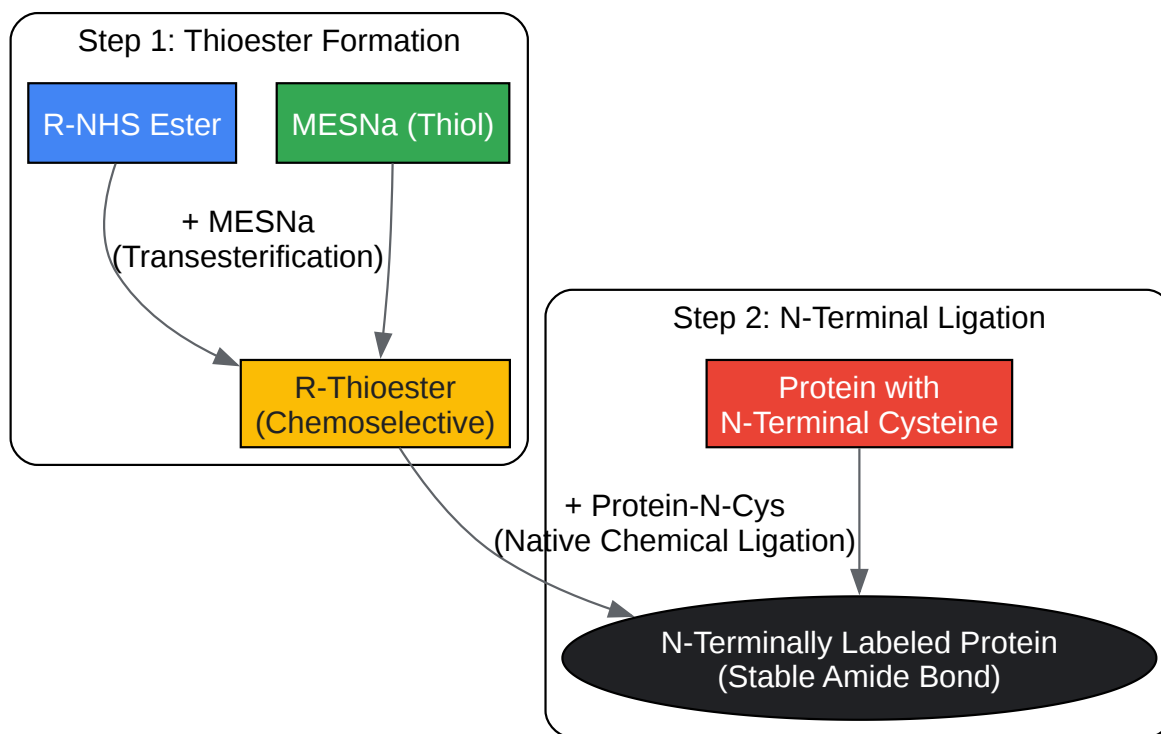 Step 1: Thioester Formation
R-NHS Ester
MESNa (Thiol)
+ MESNa
(Transesterification)
R-Thioester
(Chemoselective)
Step 2: N-Terminal Ligation
Protein with
N-Terminal Cysteine
+ Protein-N-Cys
(Native Chemical Ligation)
N-Terminally Labeled Protein
(Stable Amide Bond)